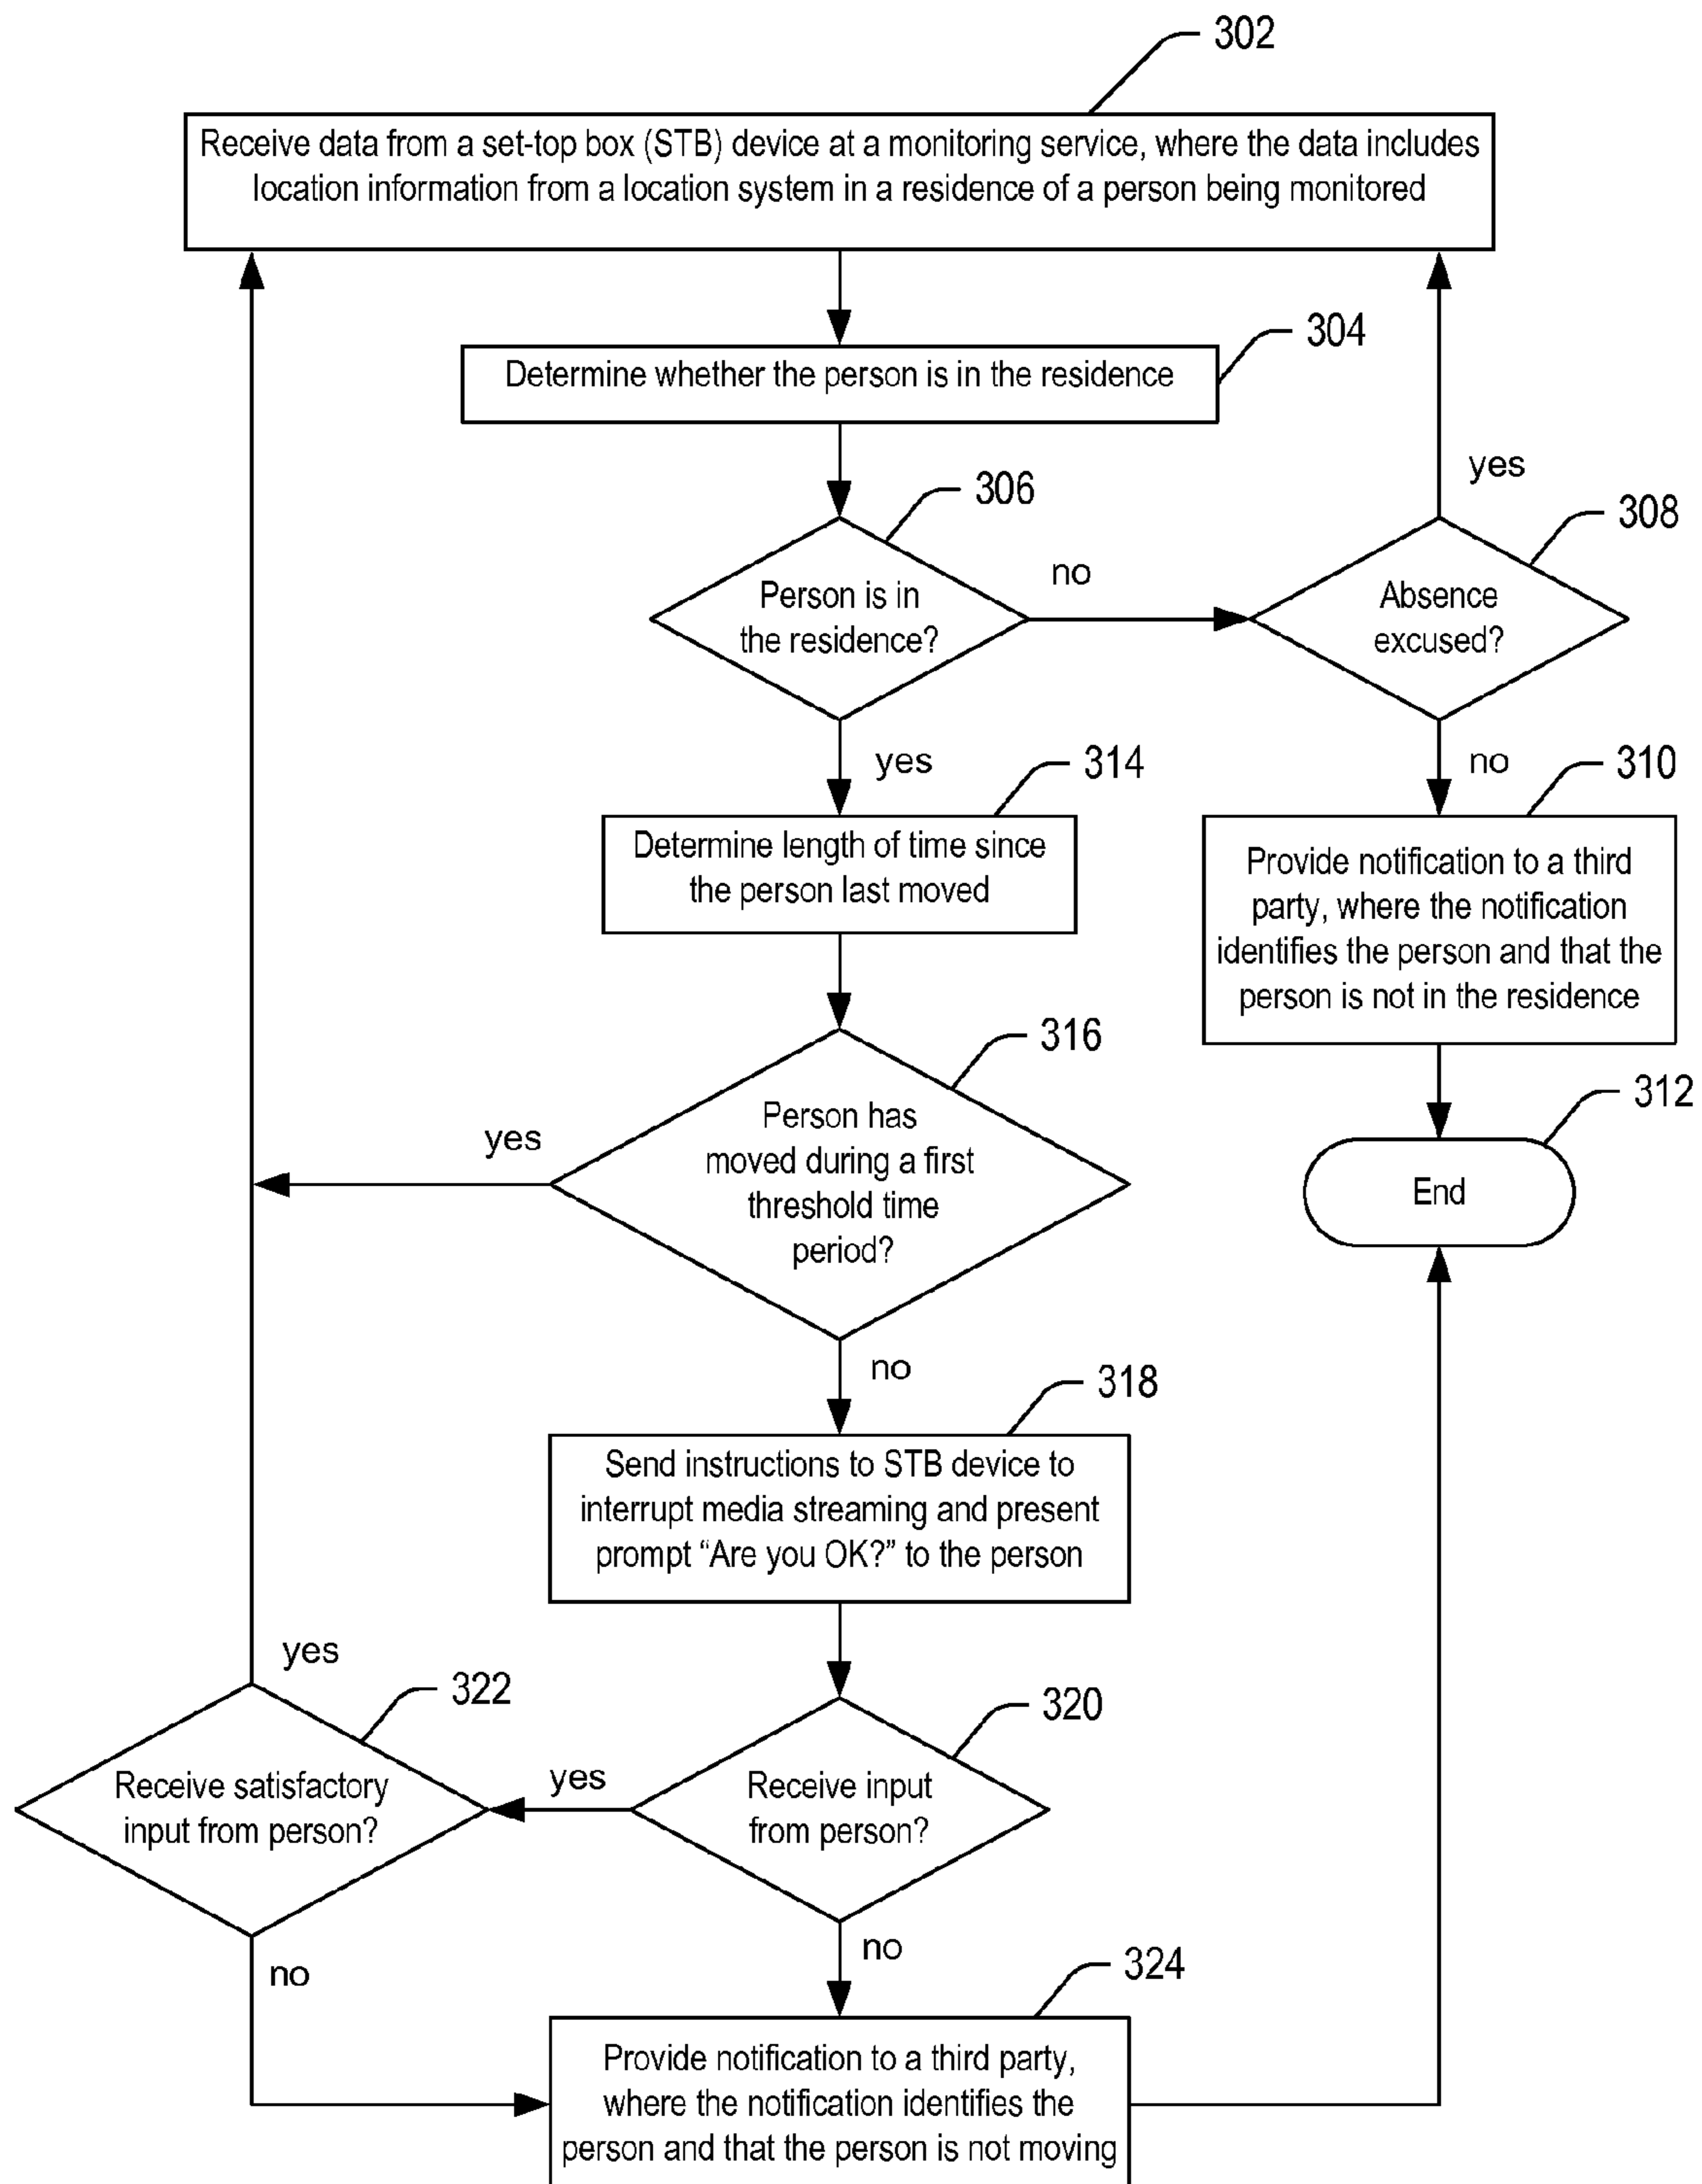 302
Receive data from a set-top box (STB) device at a monitoring service, where the data includes
location information from a location system in a residence of a person being monitored
304
Determine whether the person is in the residence
306
Person is in
the residence?
no
yes
308
Absence
excused?
yes
314
Determine length of time since
the person last moved
no
310
Provide notification to a third
party, where the notification
identifies the person and that the
person is not in the residence
316
Person has
moved during a first
threshold time
period?
yes
312
End
no
318
Send instructions to STB device to
interrupt media streaming and present
prompt “Are you OK?” to the person
yes
322
Receive satisfactory
input from person?
yes
320
Receive input
from person?
no
no
324
Provide notification to a third party,
where the notification identifies the
person and that the person is not moving